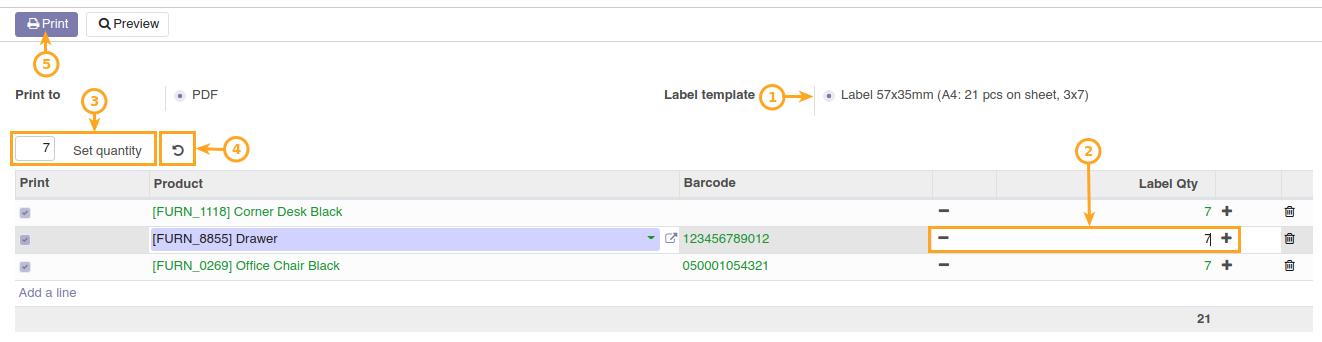 Print Preview
5
Print to PDF Label template 1 Label 57x35mm (A4: 21 pcs on sheet, 3x7)
3
7 Set quantity 4 2
Print Product Barcode Label Qty
[FURN_1118] Corner Desk Black 7
[FURN_8855] Drawer 123456789012 7
[FURN_0269] Office Chair Black 050001054321 7
Add a line
21